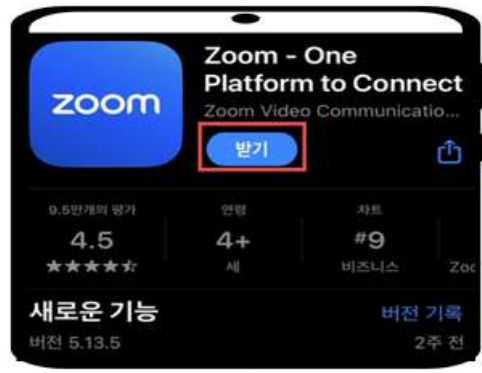 zoom
Zoom - One
Platform to Connect
Zoom Video Communicatio...
받기
9.5만개의 평가
연령
차트
4.5
4+
#9
★★★★☆
세
비즈니스
Zoo
새로운 기능
버전 기록
버전 5.13.5
2주 전